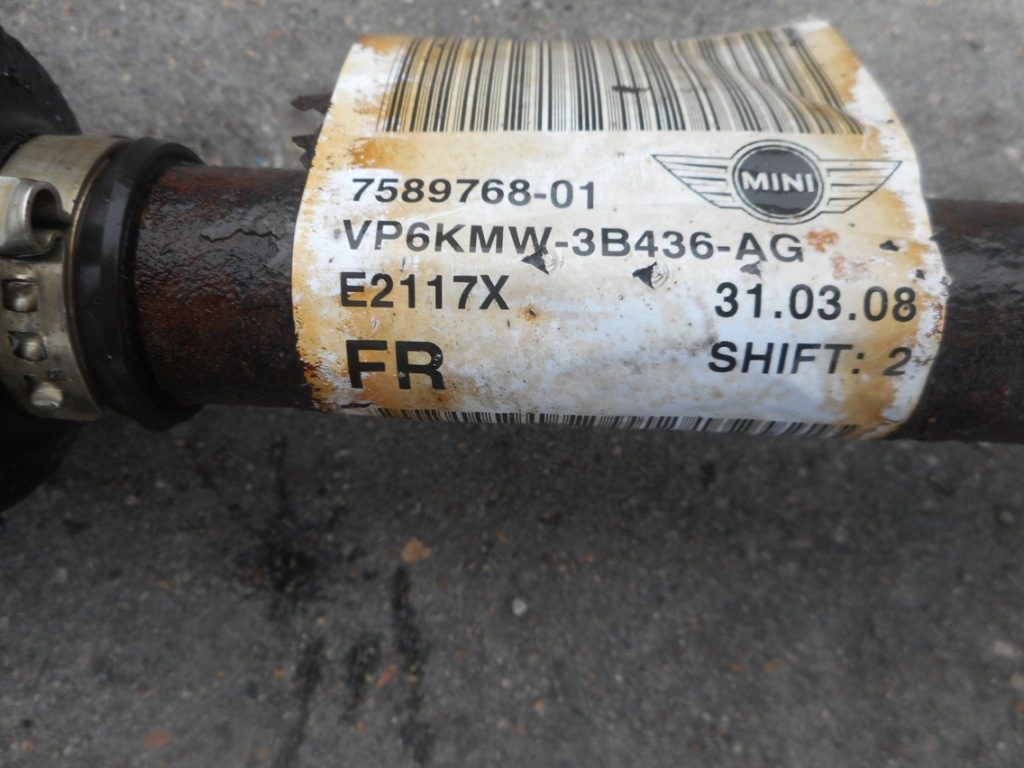 MINI
7589768-01
VP6KMW-3B436-AG
E2117X 31.03.08
FR SHIFT: 2